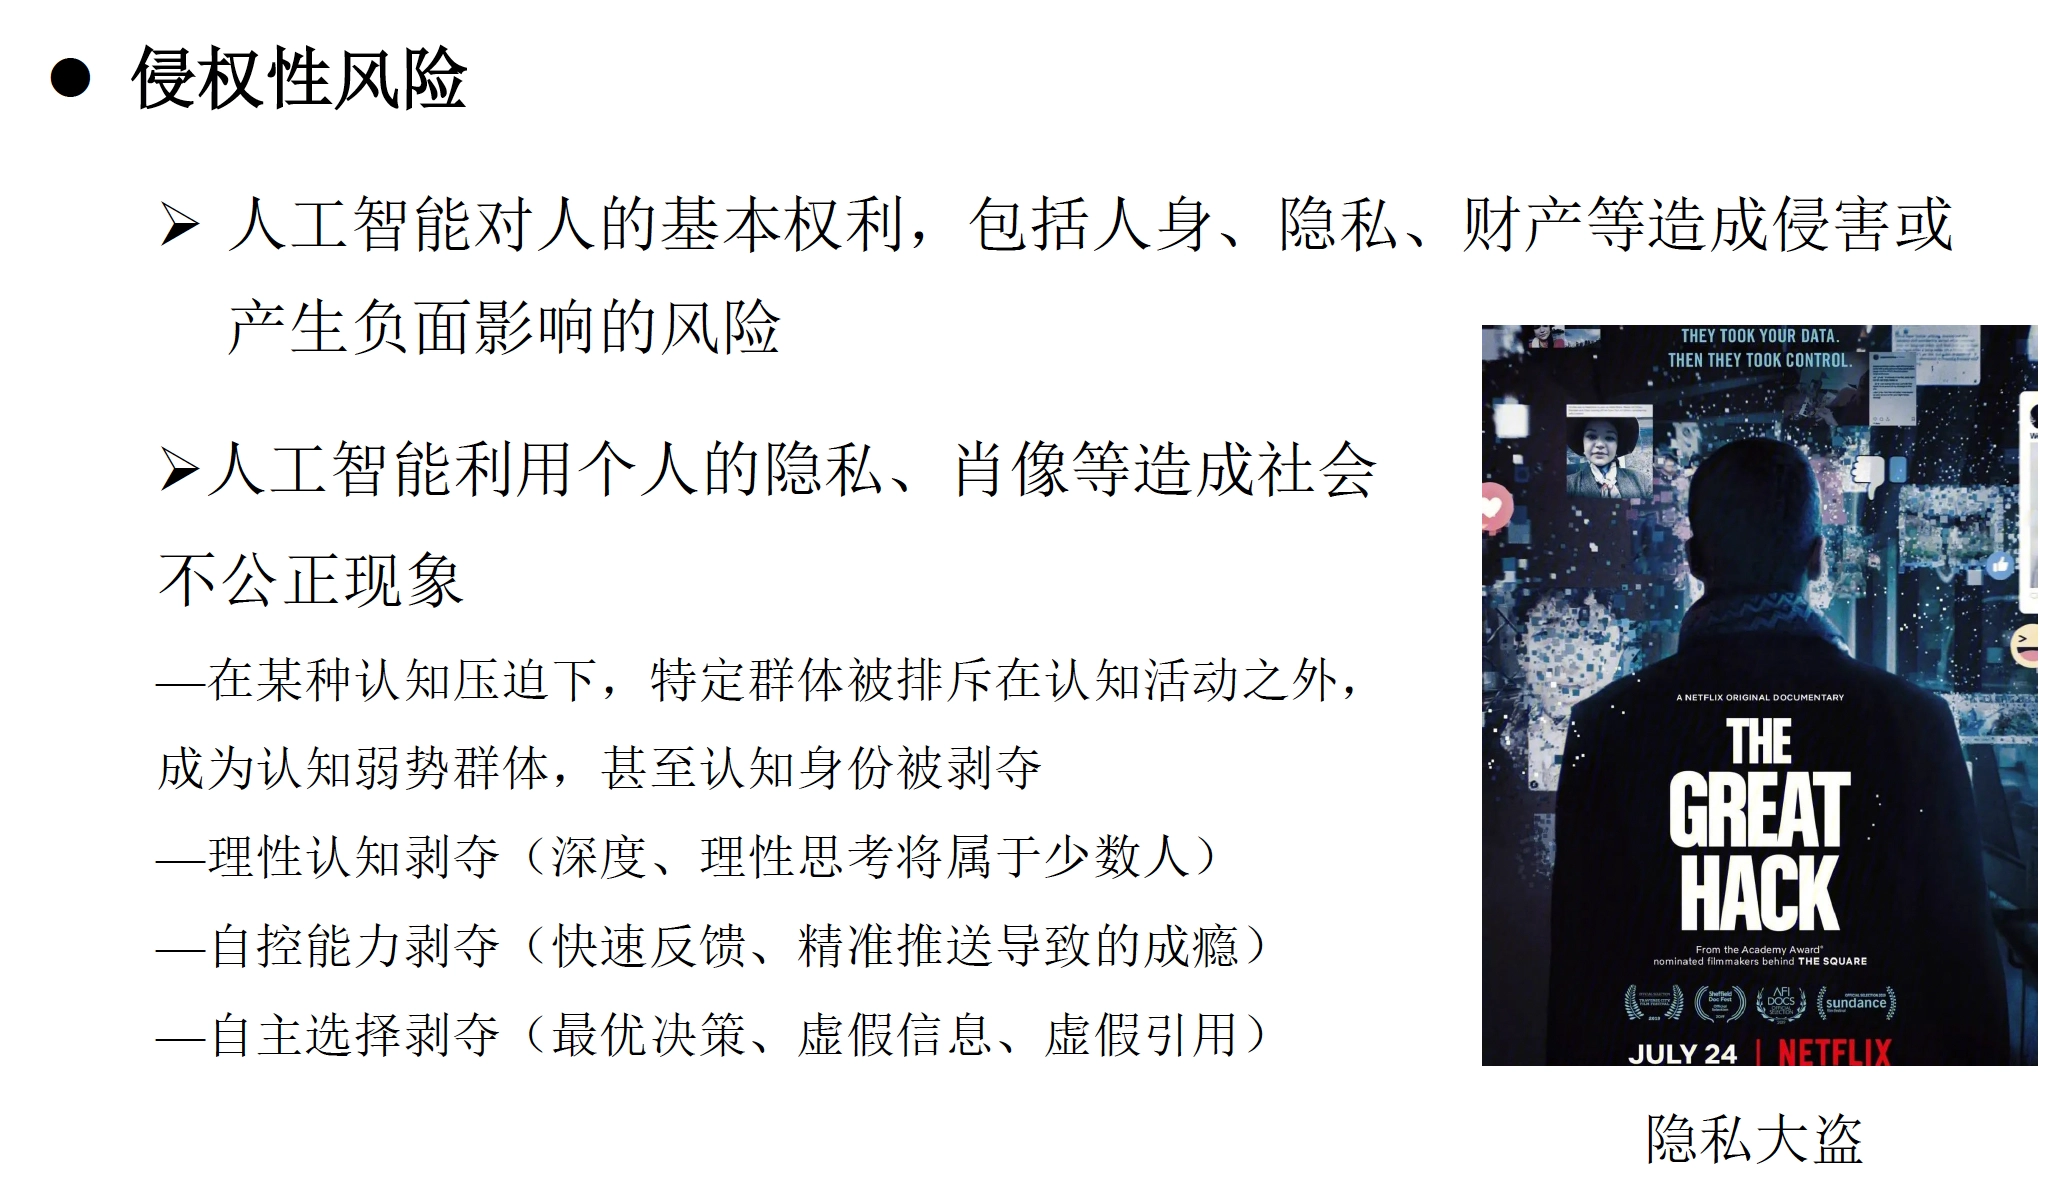 ● 侵权性风险
➢ 人工智能对人的基本权利，包括人身、隐私、财产等造成侵害或
产生负面影响的风险
➢人工智能利用个人的隐私、肖像等造成社会
不公正现象
—在某种认知压迫下，特定群体被排斥在认知活动之外，
成为认知弱势群体，甚至认知身份被剥夺
—理性认知剥夺（深度、理性思考将属于少数人）
—自控能力剥夺（快速反馈、精准推送导致的成瘾）
—自主选择剥夺（最优决策、虚假信息、虚假引用）
THEY TOOK YOUR DATA.
THEN THEY TOOK CONTROL.
A NETFLIX ORIGINAL DOCUMENTARY
THE
GREAT
HACK
From the Academy Award®
nominated filmmakers behind THE SQUARE
Sheffield
Doc Fest
AFI
DOCS
sundance
JULY 24 | NETFLIX
隐私大盗